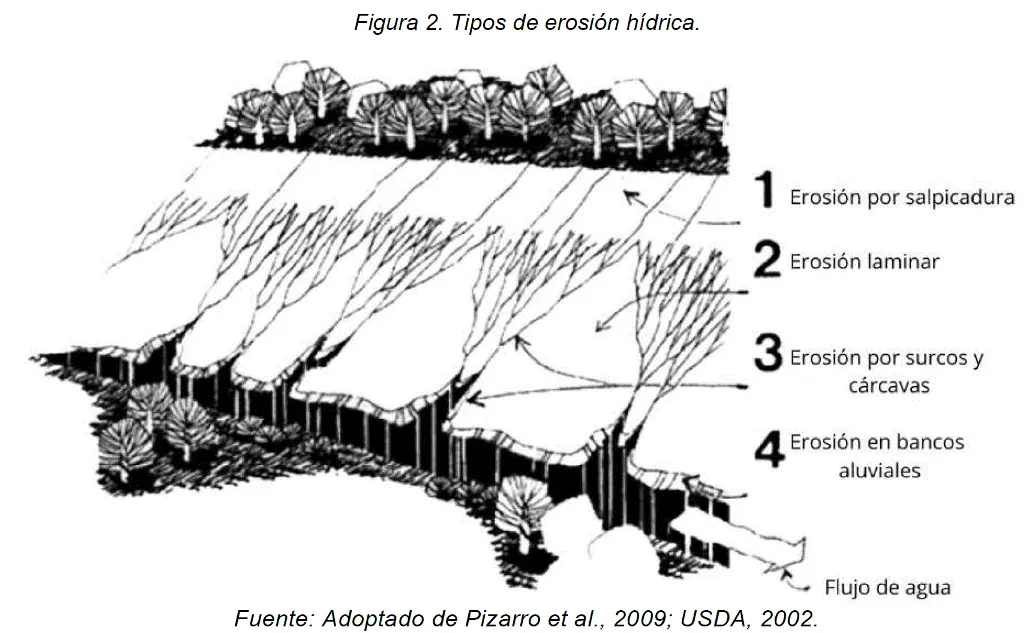 Figura 2. Tipos de erosión hídrica.
1 Erosión por salpicadura
2 Erosión laminar
3 Erosión por surcos y
cárcavas
4 Erosión en bancos
aluviales
Flujo de agua
Fuente: Adoptado de Pizarro et al., 2009; USDA, 2002.